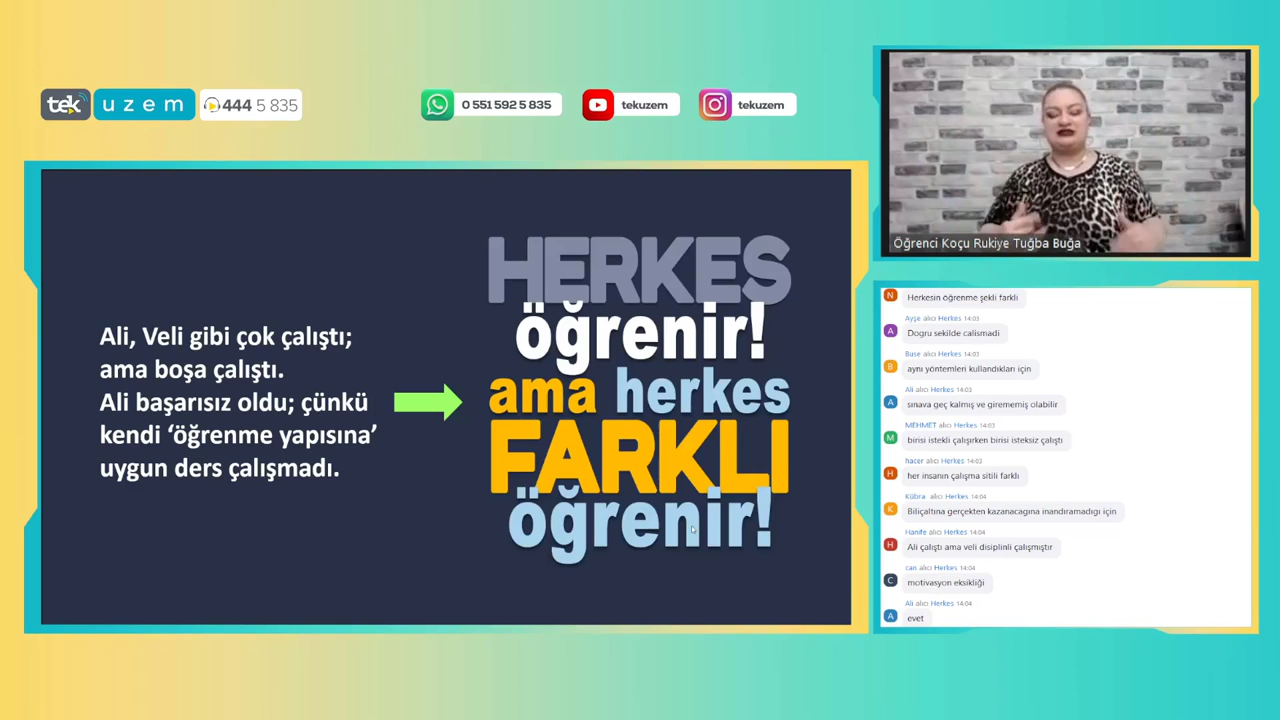 tek uzem 444 5 835
0 551 592 5 835
tekuzem
tekuzem
Ali, Veli gibi çok çalıştı;
ama boşa çalıştı.
Ali başarısız oldu; çünkü
kendi ‘öğrenme yapısına’
uygun ders çalışmadı.
HERKES
öğrenir!
ama herkes
FARKLI
öğrenir!
Öğrenci Koçu Rukiye Tuğba Buğa
N
Herkesin öğrenme şekli farkli
Ayşe alıcı Herkes 14:03
A
Dogru sekilde calismadi
Buse alıcı Herkes 14:03
B
aynı yöntemleri kullandıkları için
Ali alıcı Herkes 14:03
A
sınava geç kalmış ve girememiş olabilir
MEHMET alıcı Herkes 14:03
M
birisi istekli çalışırken birisi isteksiz çalıştı
hacer alıcı Herkes 14:03
H
her insanın çalışma sitili farklı
Kübra alıcı Herkes 14:04
K
Biliçaltına gerçekten kazanacagına inandıramadıgı için
Hanife alıcı Herkes 14:04
H
Ali çalıştı ama veli disiplinli çalışmıştır
can alıcı Herkes 14:04
C
motivasyon eksikliği
Ali alıcı Herkes 14:04
A
evet